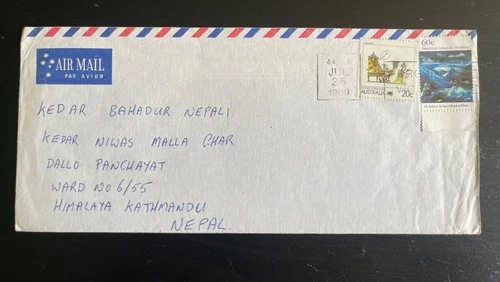 AIR MAIL
PAR AVION
4
JUL
25
AUSTRALIA
20c
60c
KEDAR BAHADUR NEPALI
KEDAR NIWAS MALLA GHAR
DALLO PANCHAYAT
WARD NO 6/55
HIMALAYA KATHMANDU
NEPAL.